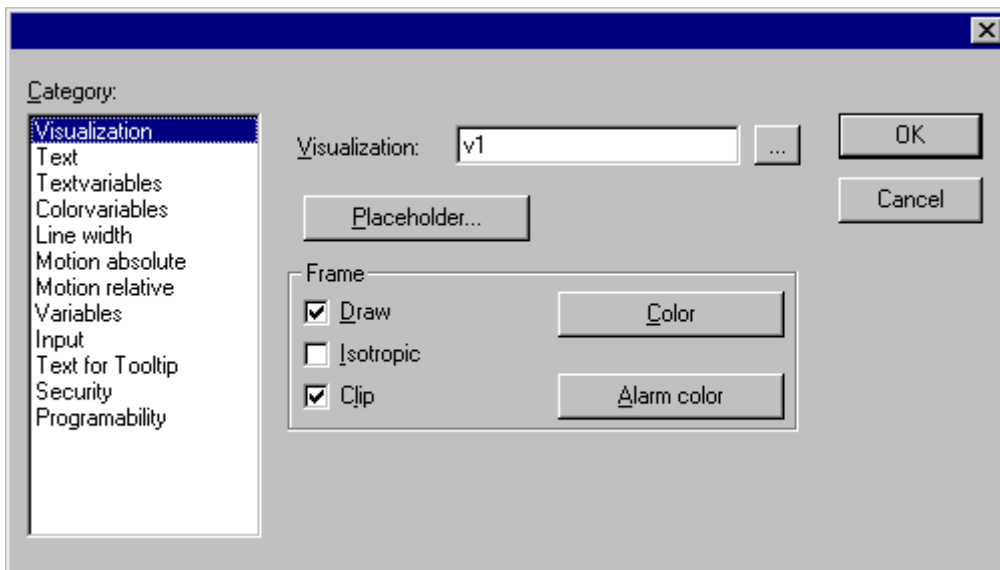 Category:
Visualization
Text
Textvariables
Colorvariables
Line width
Motion absolute
Motion relative
Variables
Input
Text for Tooltip
Security
Programability
Visualization: v1 ...
Placeholder...
Frame
Draw
Isotropic
Clip
Color
Alarm color
OK
Cancel